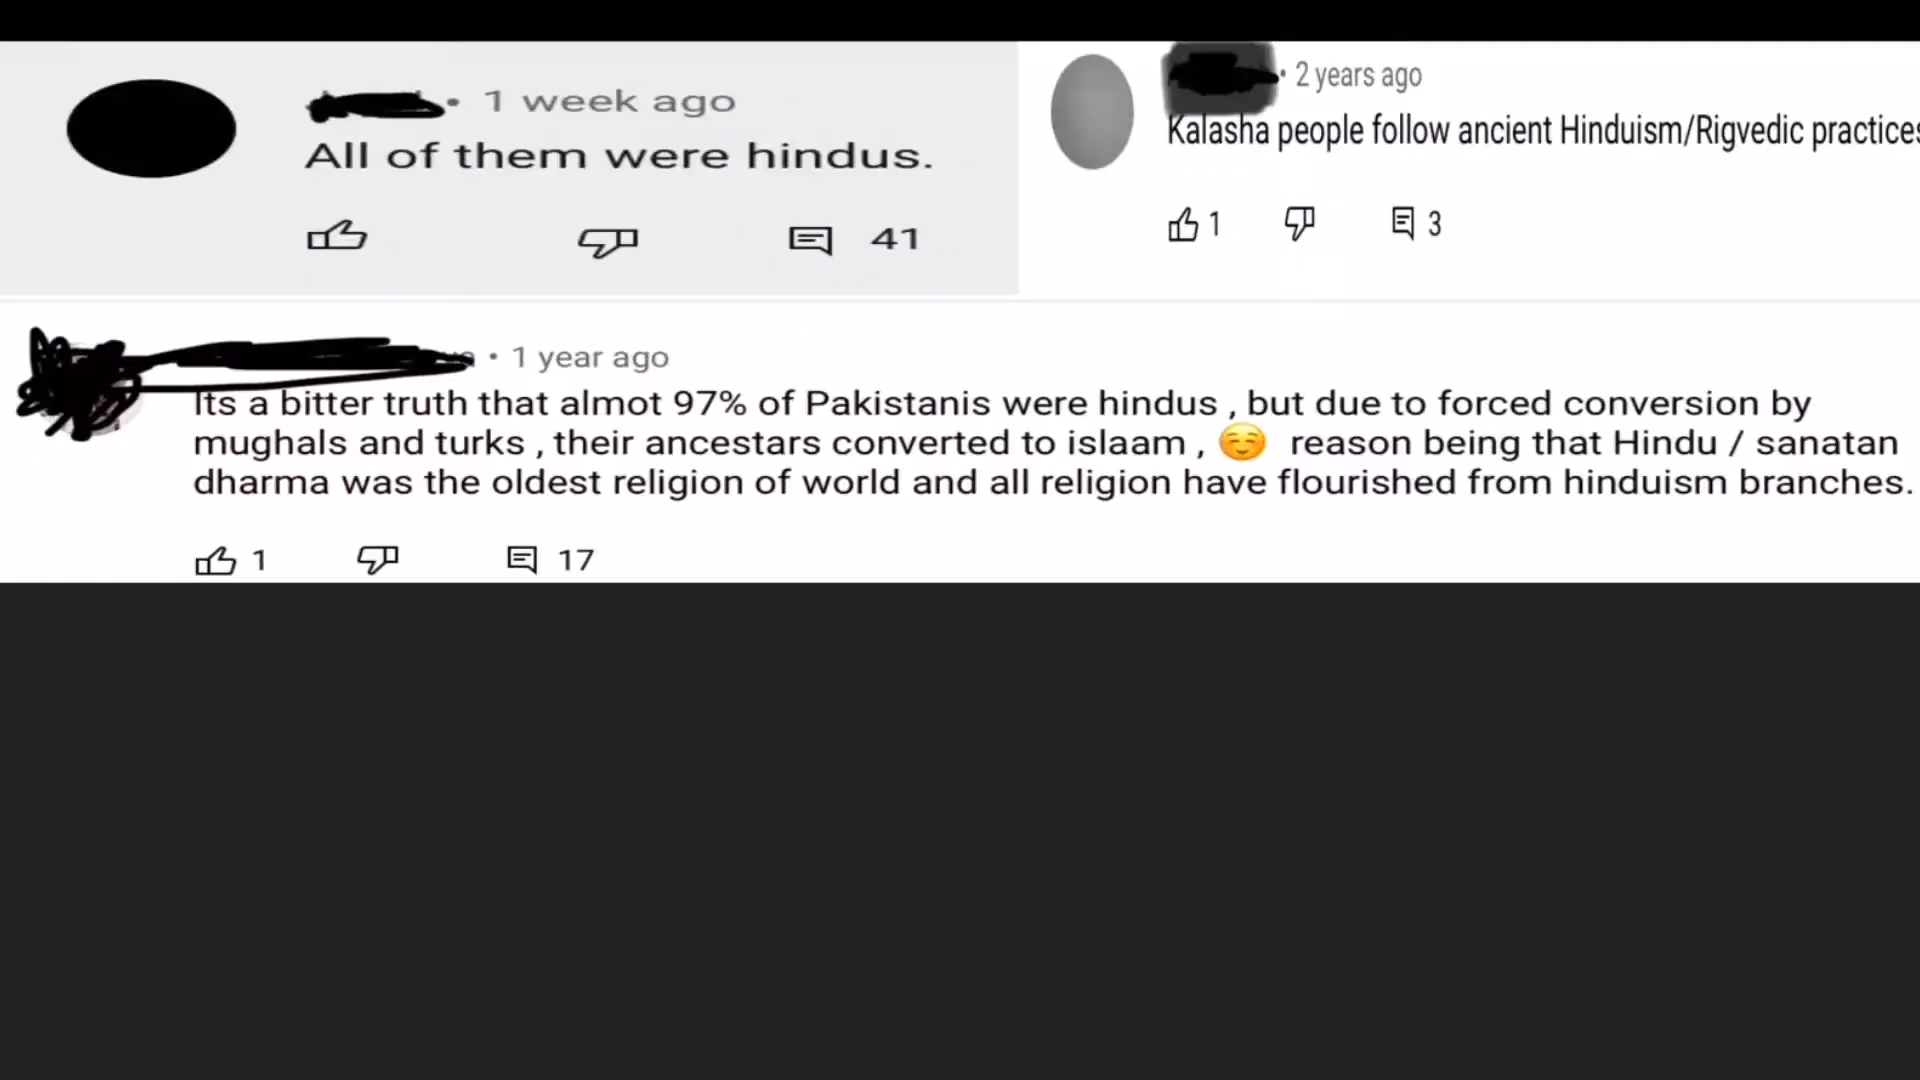 • 1 week ago
All of them were hindus.
41
• 2 years ago
Kalasha people follow ancient Hinduism/Rigvedic practices
1 3
• 1 year ago
Its a bitter truth that almot 97% of Pakistanis were hindus , but due to forced conversion by
mughals and turks , their ancestars converted to islaam , ☺️ reason being that Hindu / sanatan
dharma was the oldest religion of world and all religion have flourished from hinduism branches.
1 17